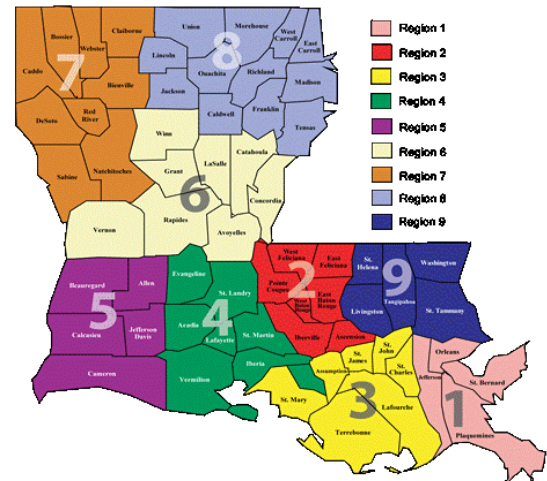 Bossier
Claiborne
Webster
Caddo
7
Bienville
DeSoto
Red
River
Sabine
Natchitoches
Union
Morehouse
West
Carroll
East
Carroll
Lincoln
8
Ouachita
Richland
Madison
Jackson
Caldwell
Franklin
Tensas
Winn
Grant
LaSalle
Catahoula
6
Concordia
Rapides
Vernon
Avoyelles
Beauregard
Allen
5
Calcasieu
Jefferson
Davis
Cameron
Evangeline
St. Landry
Acadia
4
Lafayette
St. Martin
Iberia
Vermilion
West
Feliciana
East
Feliciana
Pointe
Coupee
2
West
Baton
Rouge
East
Baton
Rouge
Iberville
Ascension
St.
Helena
Washington
9
Tangipahoa
Livingston
St. Tammany
St.
James
St.
John
Assumption
St.
Charles
St. Mary
3
Lafourche
Terrebonne
Orleans
Jefferson
St. Bernard
1
Plaquemines
Region 1
Region 2
Region 3
Region 4
Region 5
Region 6
Region 7
Region 8
Region 9